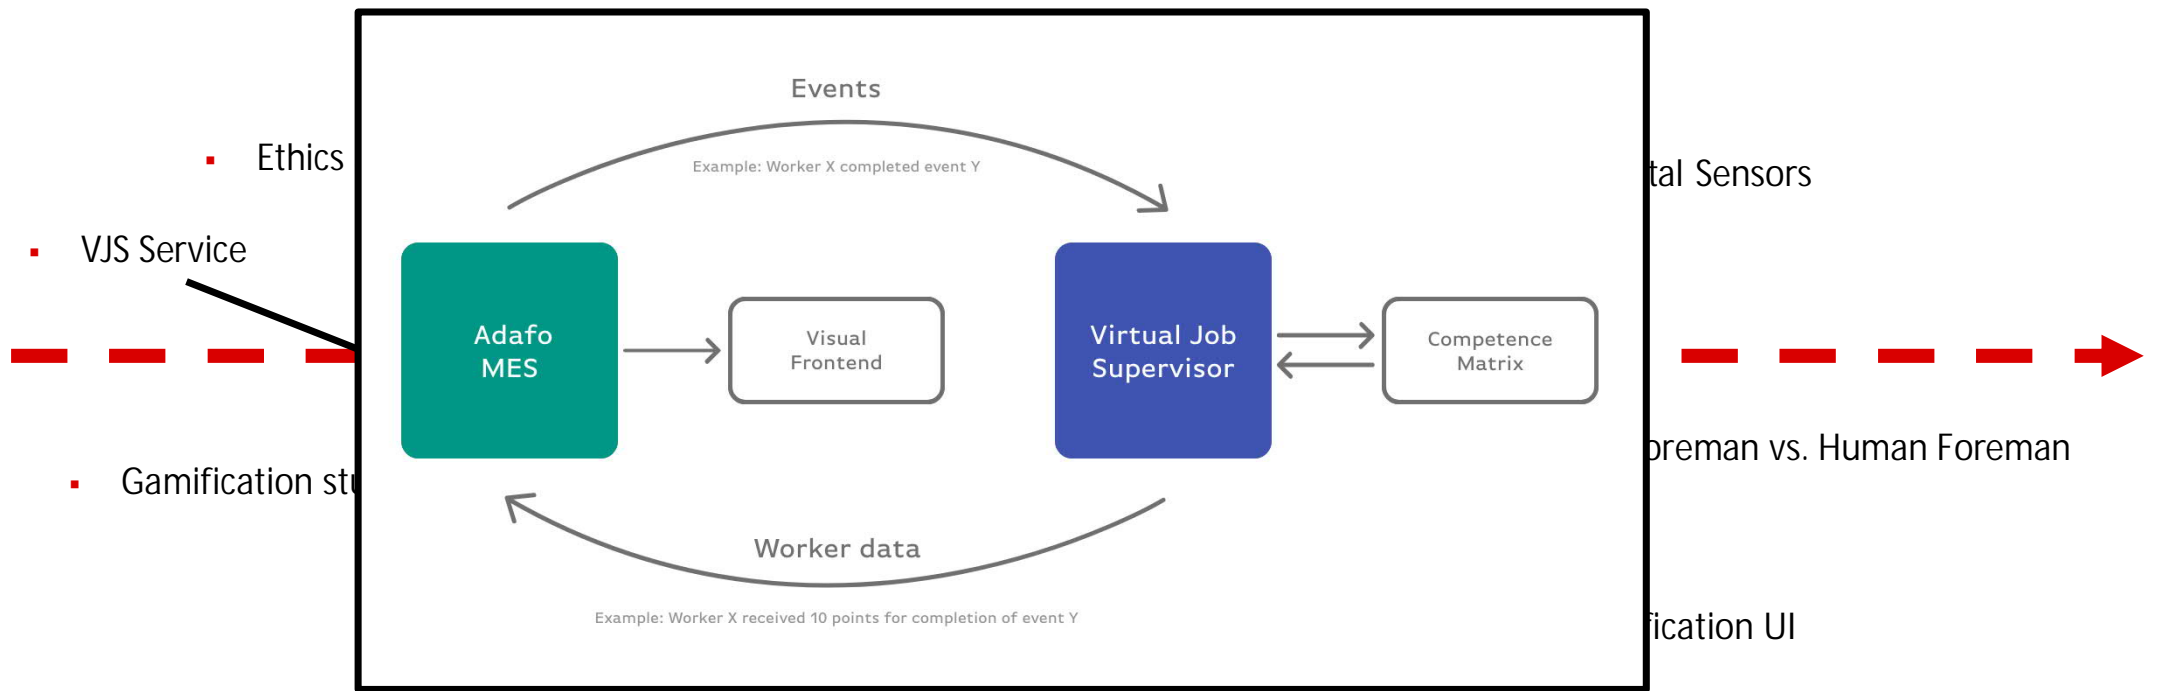 Events
Example: Worker X completed event Y
Ethics
tal Sensors
VJS Service
Adafo
MES
Visual
Frontend
Virtual Job
Supervisor
Competence
Matrix
Gamification stu
oreman vs. Human Foreman
Worker data
Example: Worker X received 10 points for completion of event Y
fication UI